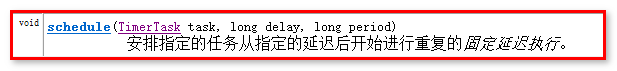 void schedule(TimerTask task, long delay, long period)
安排指定的任务从指定的延迟后开始进行重复的固定延迟执行。